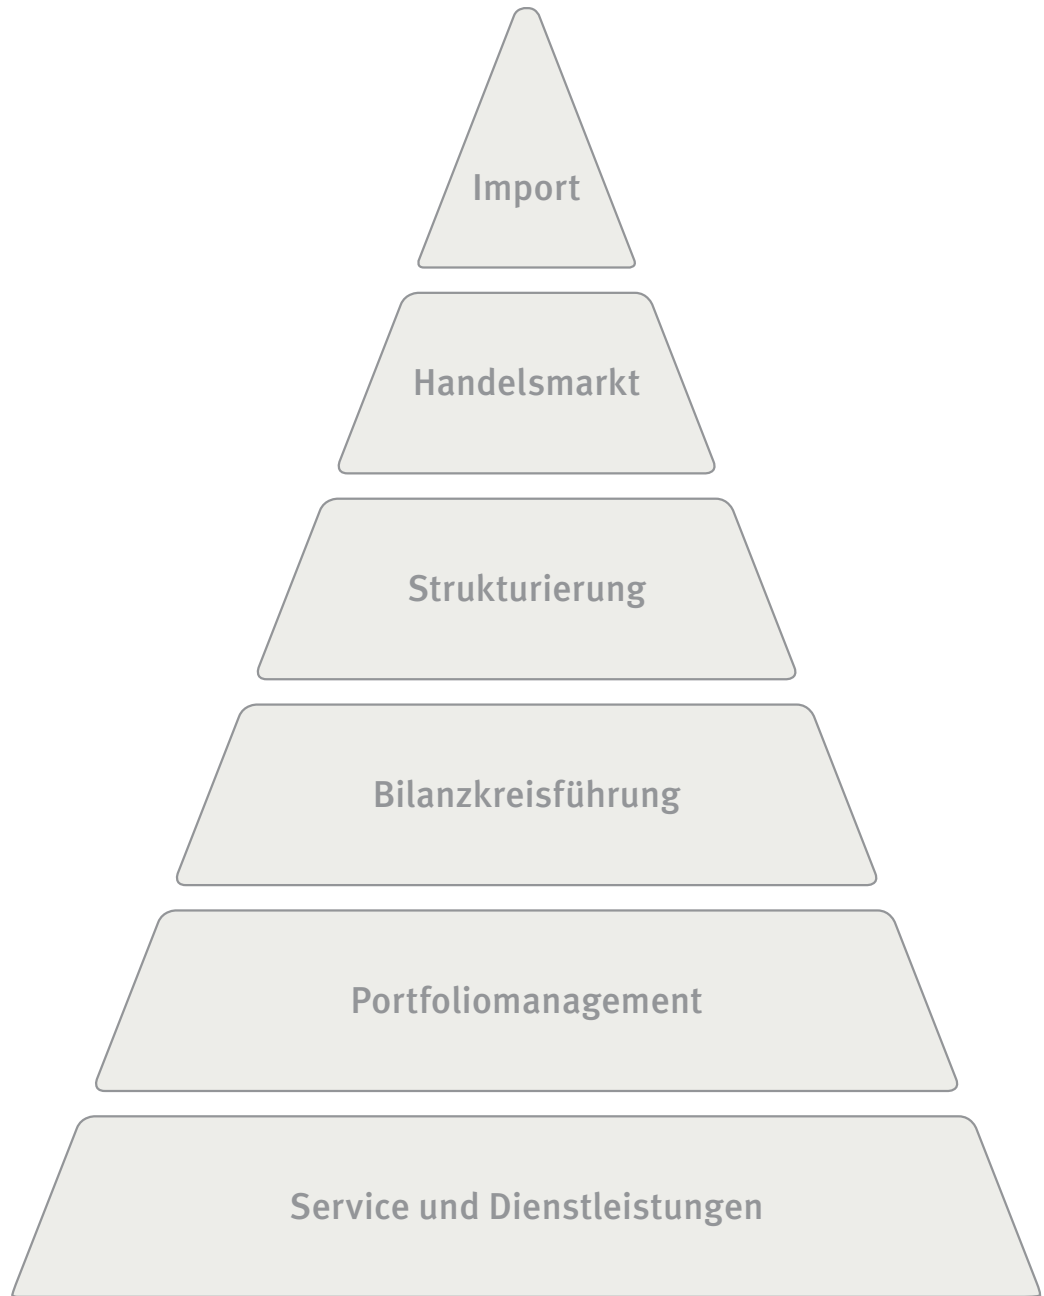 Import
Handelsmarkt
Strukturierung
Bilanzkreisführung
Portfoliomanagement
Service und Dienstleistungen